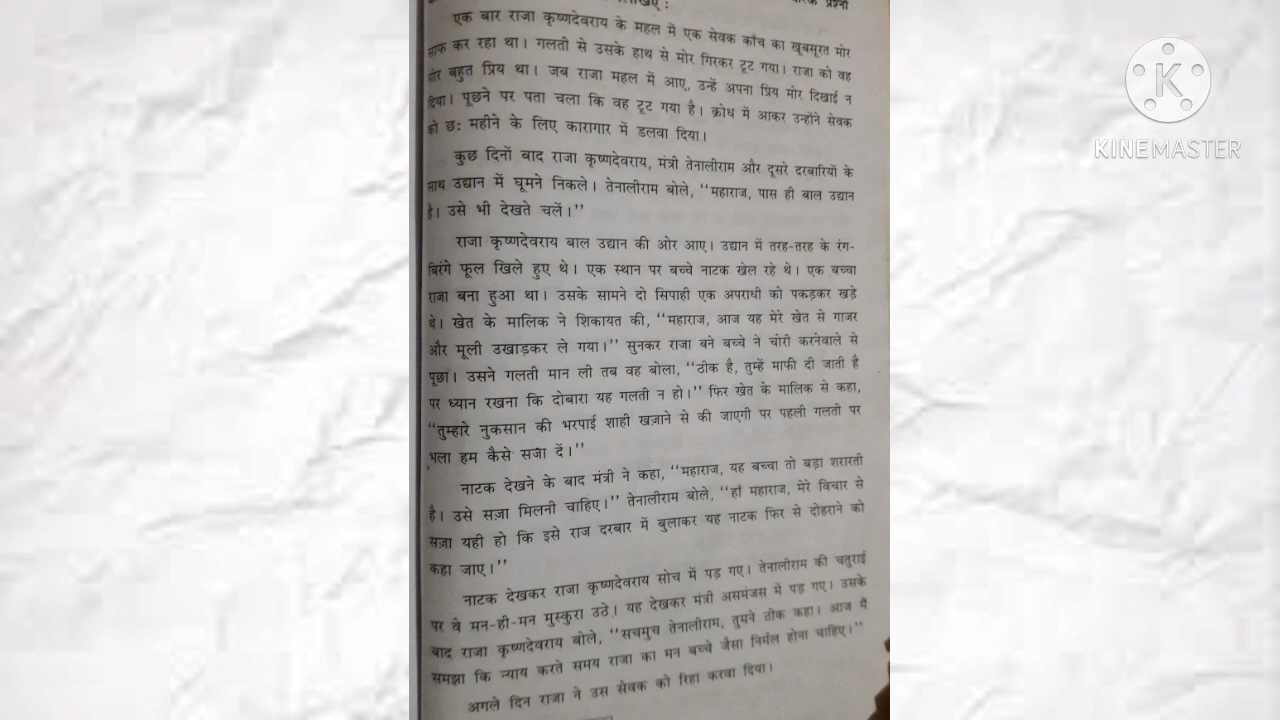 लिखिए :
प्रश्नों
एक बार राजा कृष्णदेवराय के महल में एक सेवक काँच का खूबसूरत मोर
साफ कर रहा था। गलती से उसके हाथ से मोर गिरकर टूट गया। राजा को वह
मोर बहुत प्रिय था। जब राजा महल में आए, उन्हें अपना प्रिय मोर दिखाई न
दिया। पूछने पर पता चला कि वह टूट गया है। क्रोध में आकर उन्होंने सेवक
को छः महीने के लिए कारागार में डलवा दिया।
कुछ दिनों बाद राजा कृष्णदेवराय, मंत्री तेनालीराम और दूसरे दरबारियों के
साथ उद्यान में घूमने निकले। तेनालीराम बोले, ‘‘महाराज, पास ही बाल उद्यान
है। उसे भी देखते चलें।’’
राजा कृष्णदेवराय बाल उद्यान की ओर आए। उद्यान में तरह-तरह के रंग-
बिरंगे फूल खिले हुए थे। एक स्थान पर बच्चे नाटक खेल रहे थे। एक बच्चा
राजा बना हुआ था। उसके सामने दो सिपाही एक अपराधी को पकड़कर खड़े
थे। खेत के मालिक ने शिकायत की, ‘‘महाराज, आज यह मेरे खेत से गाजर
और मूली उखाड़कर ले गया।’’ सुनकर राजा बने बच्चे ने चोरी करनेवाले से
पूछा। उसने गलती मान ली तब वह बोला, ‘‘ठीक है, तुम्हें माफी दी जाती है
पर ध्यान रखना कि दोबारा यह गलती न हो।’’ फिर खेत के मालिक से कहा,
‘‘तुम्हारे नुकसान की भरपाई शाही खज़ाने से की जाएगी पर पहली गलती पर
भला हम कैसे सजा दें।’’
नाटक देखने के बाद मंत्री ने कहा, ‘‘महाराज, यह बच्चा तो बड़ा शरारती
है। उसे सज़ा मिलनी चाहिए।’’ तेनालीराम बोले, ‘‘हाँ महाराज, मेरे विचार से
सज़ा यही हो कि इसे राज दरबार में बुलाकर यह नाटक फिर से दोहराने को
कहा जाए।’’
नाटक देखकर राजा कृष्णदेवराय सोच में पड़ गए। तेनालीराम की चतुराई
पर वे मन-ही-मन मुस्कुरा उठे। यह देखकर मंत्री असमंजस में पड़ गए। उसके
बाद राजा कृष्णदेवराय बोले, ‘‘सचमुच तेनालीराम, तुमने ठीक कहा। आज मैं
समझा कि न्याय करते समय राजा का मन बच्चे जैसा निर्मल होना चाहिए।’’
अगले दिन राजा ने उस सेवक को रिहा करवा दिया।
K
KINEMASTER